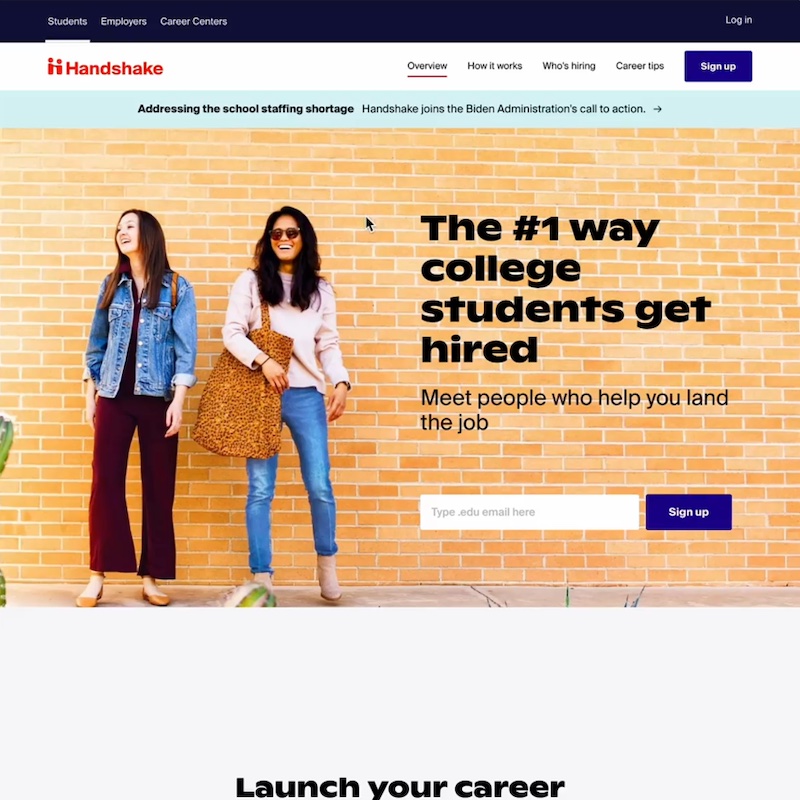 Students Employers Career Centers Log in
Handshake Overview How it works Who's hiring Career tips Sign up
Addressing the school staffing shortage Handshake joins the Biden Administration's call to action. →
The #1 way
college
students get
hired
Meet people who help you land
the job
Type .edu email here Sign up
Launch your career